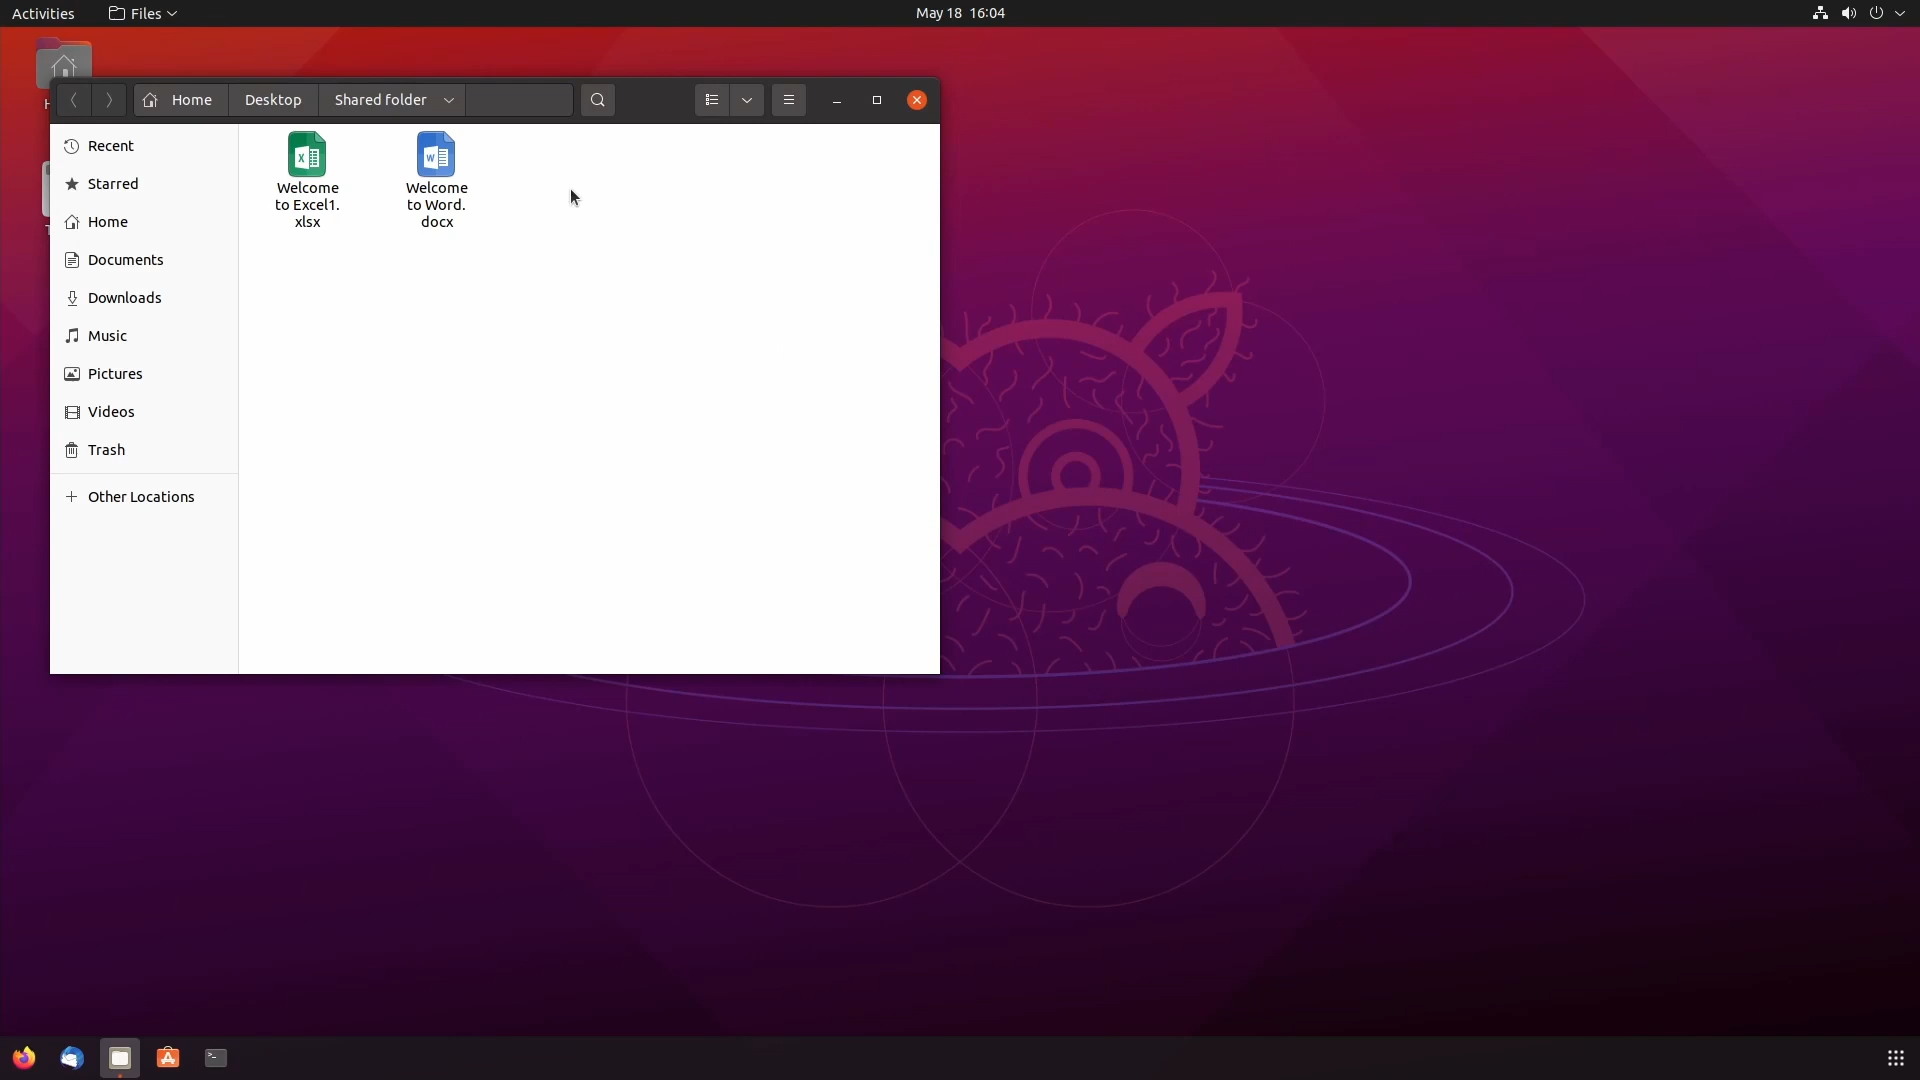 Activities
Files
May 18 16:04
Home
Desktop
Shared folder
Recent
Starred
Home
Documents
Downloads
Music
Pictures
Videos
Trash
Other Locations
Welcome
to Excel1.
xlsx
Welcome
to Word.
docx